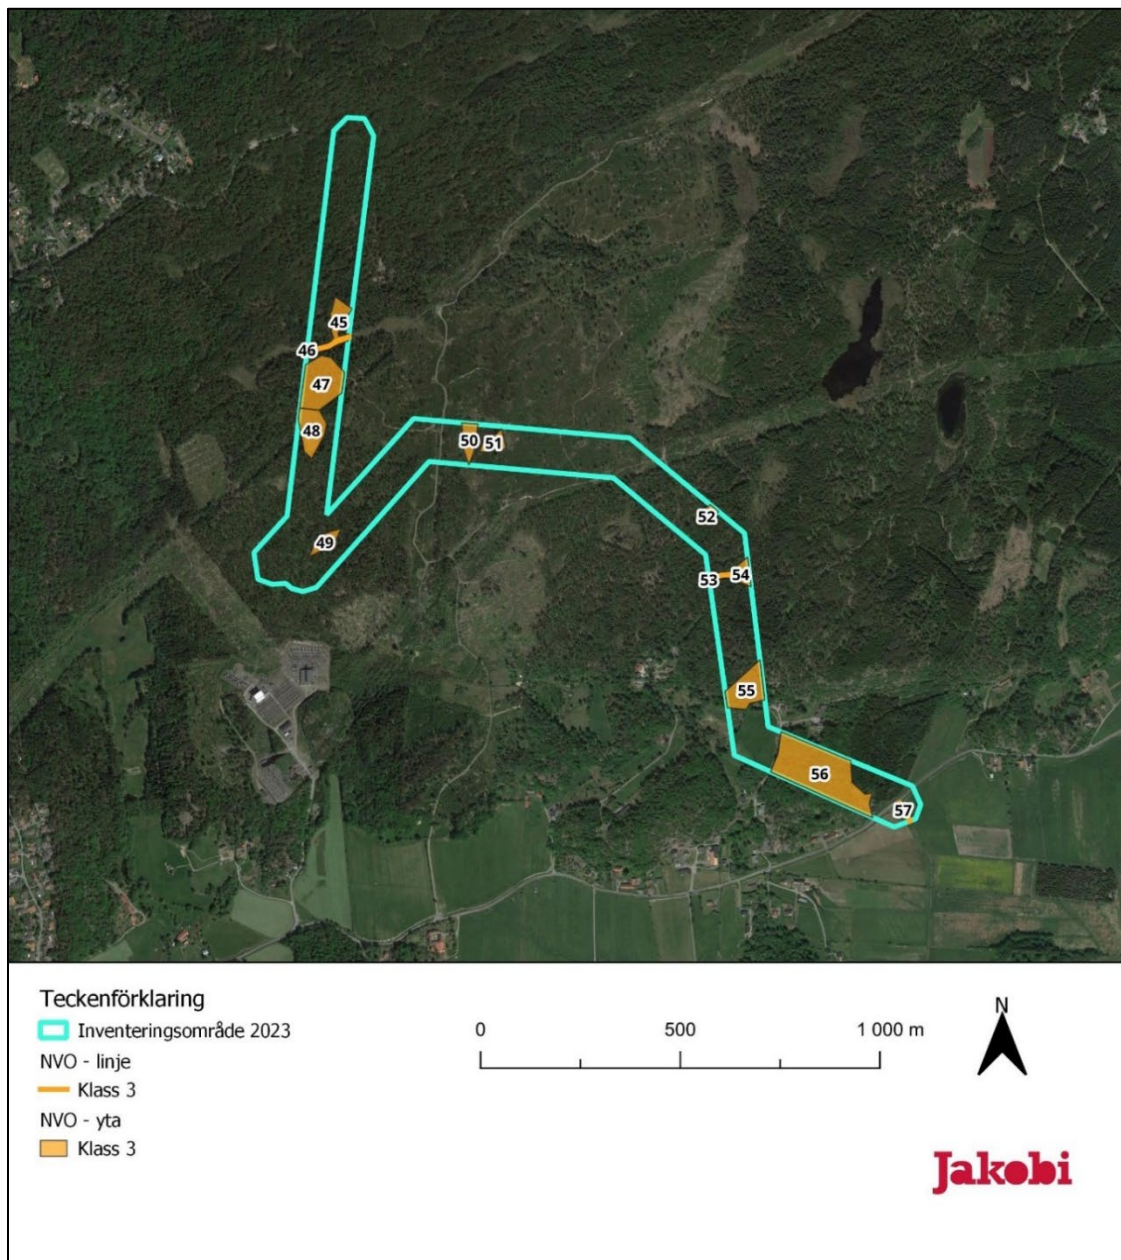 45
46
47
48
49
50
51
52
53
54
55
56
57
Teckenförklaring
Inventeringsområde 2023
NVO - linje
Klass 3
NVO - yta
Klass 3
0 500 1 000 m
N
Jakobi